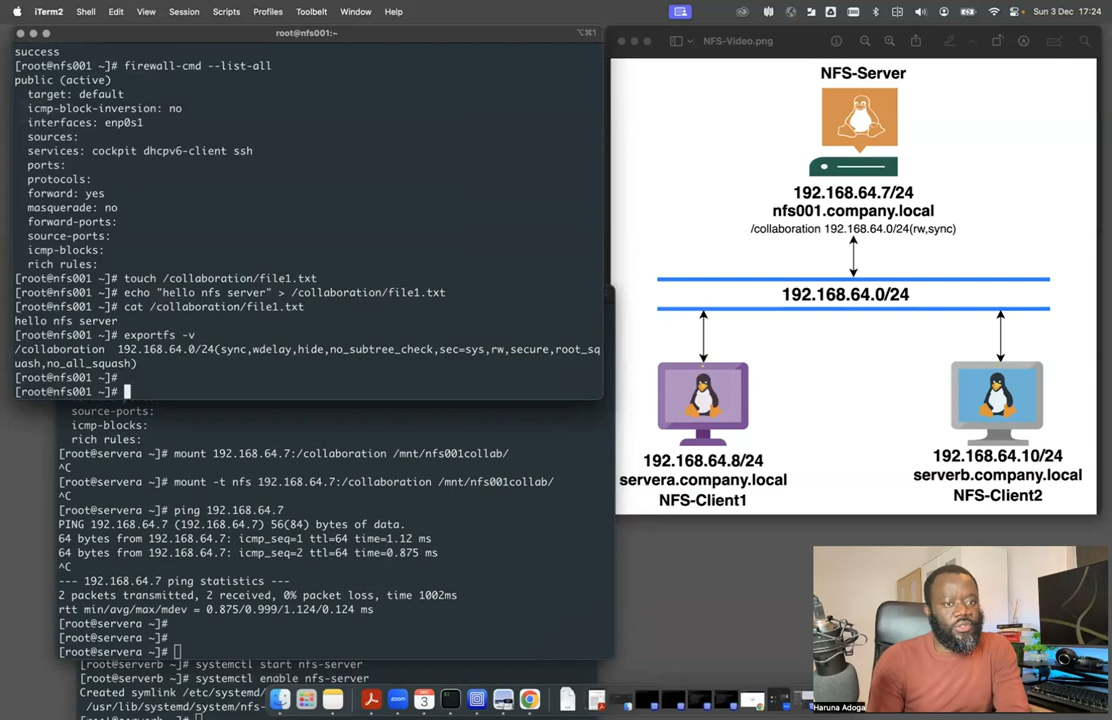 iTerm2 Shell Edit View Session Scripts Profiles Toolbelt Window Help
Sun 3 Dec 17:24
root@nfs001:~
⌥⌘1
success
[root@nfs001 ~]# firewall-cmd --list-all
public (active)
target: default
icmp-block-inversion: no
interfaces: enp0s1
sources:
services: cockpit dhcpv6-client ssh
ports:
protocols:
forward: yes
masquerade: no
forward-ports:
source-ports:
icmp-blocks:
rich rules:
[root@nfs001 ~]# touch /collaboration/file1.txt
[root@nfs001 ~]# echo "hello nfs server" > /collaboration/file1.txt
[root@nfs001 ~]# cat /collaboration/file1.txt
hello nfs server
[root@nfs001 ~]# exportfs -v
/collaboration 192.168.64.0/24(sync,wdelay,hide,no_subtree_check,sec=sys,rw,secure,root_sq
uash,no_all_squash)
[root@nfs001 ~]#
[root@nfs001 ~]#
source-ports:
icmp-blocks:
rich rules:
[root@servera ~]# mount 192.168.64.7:/collaboration /mnt/nfs001collab/
^C
[root@servera ~]# mount -t nfs 192.168.64.7:/collaboration /mnt/nfs001collab/
^C
[root@servera ~]# ping 192.168.64.7
PING 192.168.64.7 (192.168.64.7) 56(84) bytes of data.
64 bytes from 192.168.64.7: icmp_seq=1 ttl=64 time=1.12 ms
64 bytes from 192.168.64.7: icmp_seq=2 ttl=64 time=0.875 ms
^C
--- 192.168.64.7 ping statistics ---
2 packets transmitted, 2 received, 0% packet loss, time 1002ms
rtt min/avg/max/mdev = 0.875/0.999/1.124/0.124 ms
[root@servera ~]#
[root@servera ~]#
[root@servera ~]#
[root@serverb ~]# systemctl start nfs-server
[root@serverb ~]# systemctl enable nfs-server
Created symlink /etc/systemd/
/usr/lib/systemd/system/nfs-
NFS-Video.png
NFS-Server
192.168.64.7/24
nfs001.company.local
/collaboration 192.168.64.0/24(rw,sync)
192.168.64.0/24
192.168.64.8/24
servera.company.local
NFS-Client1
192.168.64.10/24
serverb.company.local
NFS-Client2
zoom
3
Haruna Adoga